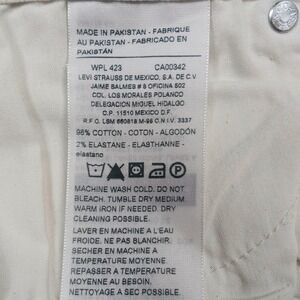 MADE IN PAKISTAN - FABRIQUE
AU PAKISTAN - FABRICADO EN
PAKISTÁN
WPL 423 CA00342
LEVI STRAUSS DE MEXICO, S.A. DE C.V.
JAIME BALMES # 8 OFICINA 502
COL. LOS MORALES POLANCO
DELEGACION MIGUEL HIDALGO
C.P. 11510 MEXICO D.F.
R.F.O. LSM 860818 M-98 C.N.I.V. 3337
98% COTTON - COTON - ALGODÓN
2% ELASTANE - ELASTHANNE -
elastano
MACHINE WASH COLD. DO NOT
BLEACH. TUMBLE DRY MEDIUM.
WARM IRON IF NEEDED. DRY
CLEANING POSSIBLE.
LAVER EN MACHINE A L'EAU
FROIDE. NE PAS BLANCHIR.
SECHER EN MACHINE A
TEMPERATURE MOYENNE.
REPASSER A TEMPERATURE
MOYENNE AU BESOIN.
NETTOYAGE A SEC POSSIBLE.